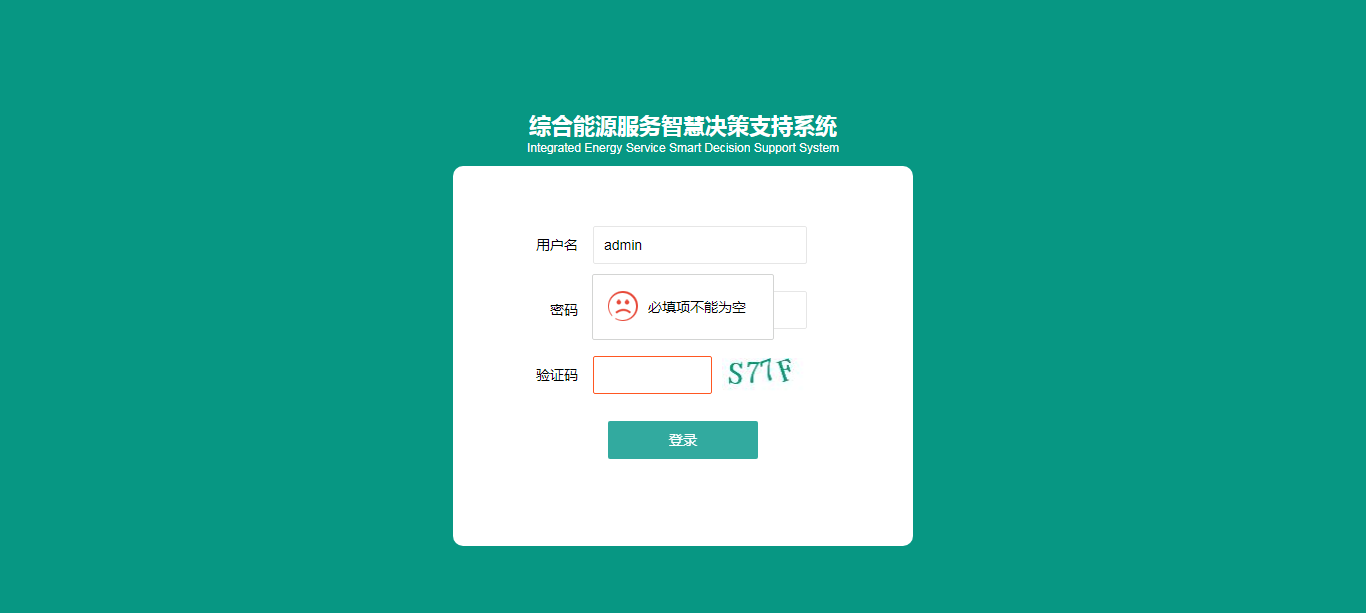 综合能源服务智慧决策支持系统
Integrated Energy Service Smart Decision Support System
用户名 admin
密码 必填项不能为空
验证码 S77F
登录